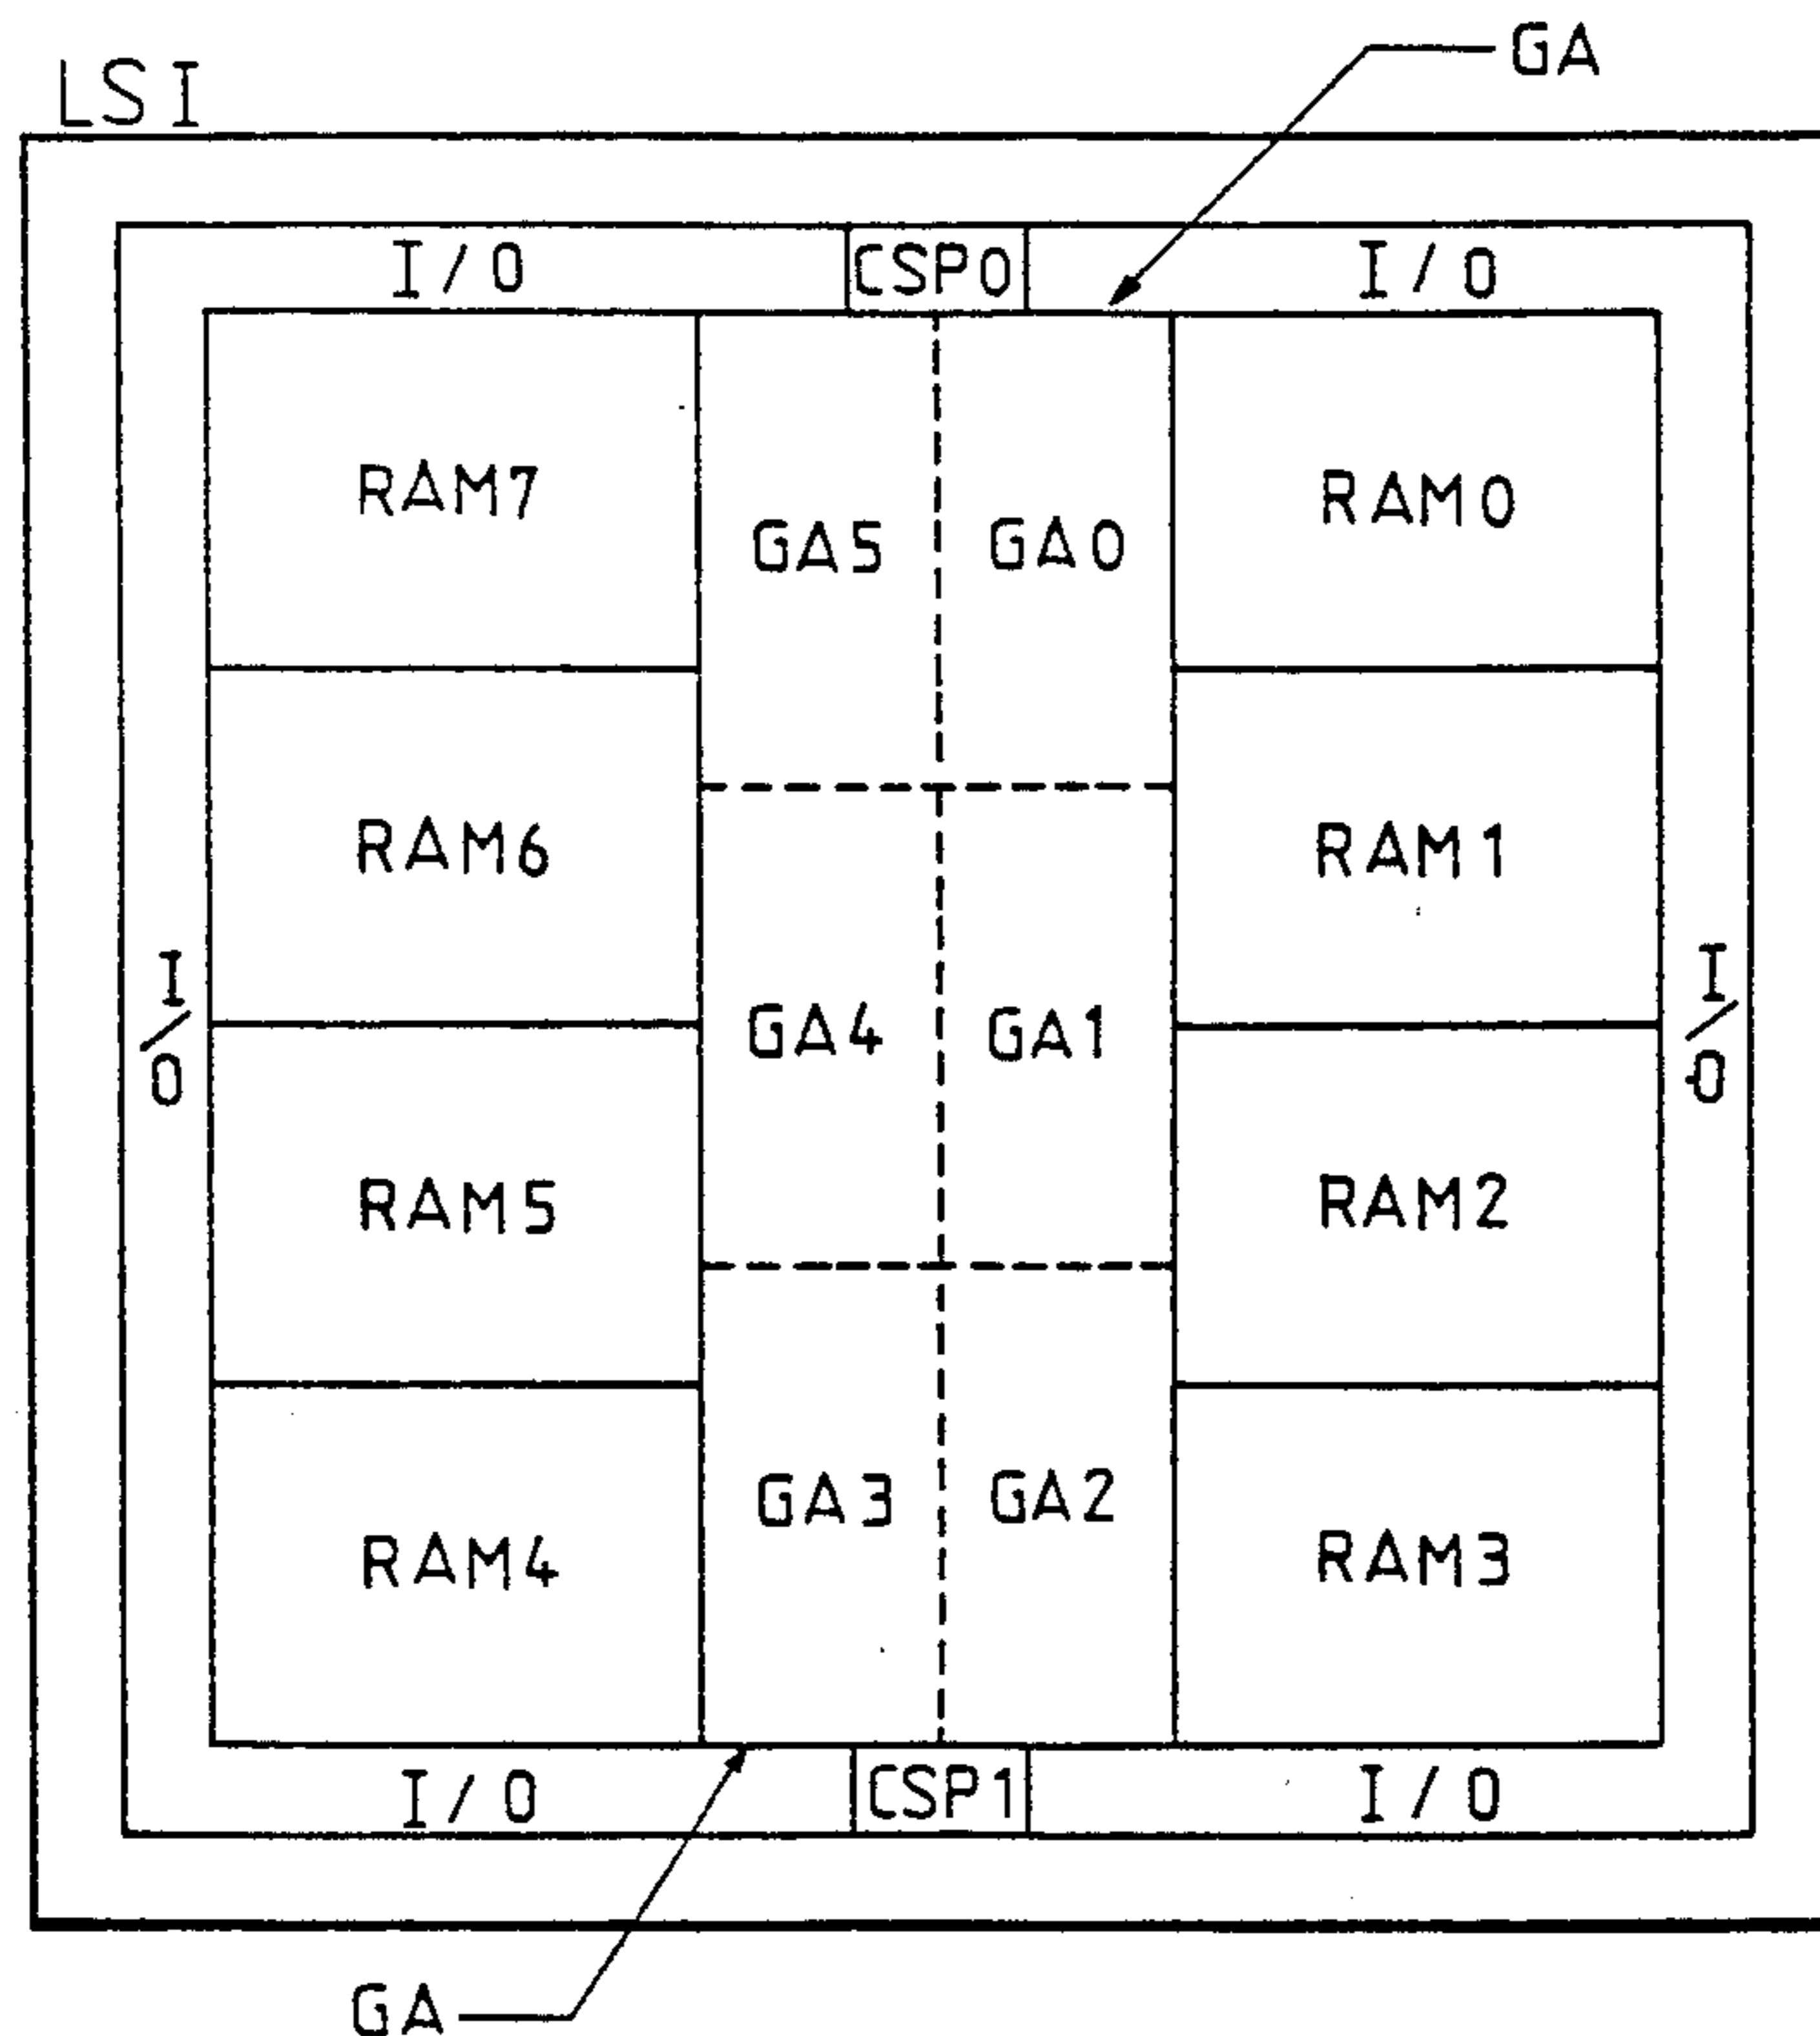 GA
LSI
I/O CSP0 I/O
RAM7 RAM0
GA5 GA0
RAM6 RAM1
I/O I/O
GA4 GA1
RAM5 RAM2
GA3 GA2
RAM4 RAM3
I/O CSP1 I/O
GA